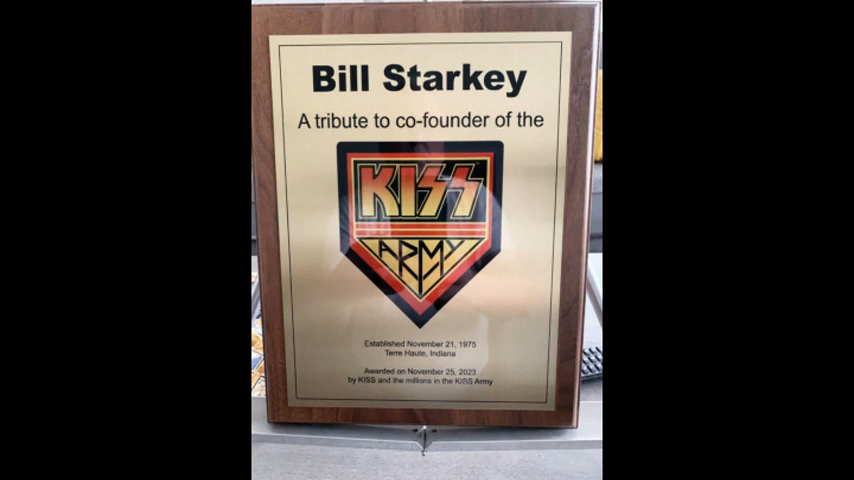 Bill Starkey
A tribute to co-founder of the
KISS
ARMY
Established November 21, 1975
Terre Haute, Indiana
Awarded on November 25, 2023
by KISS and the millions in the KISS Army